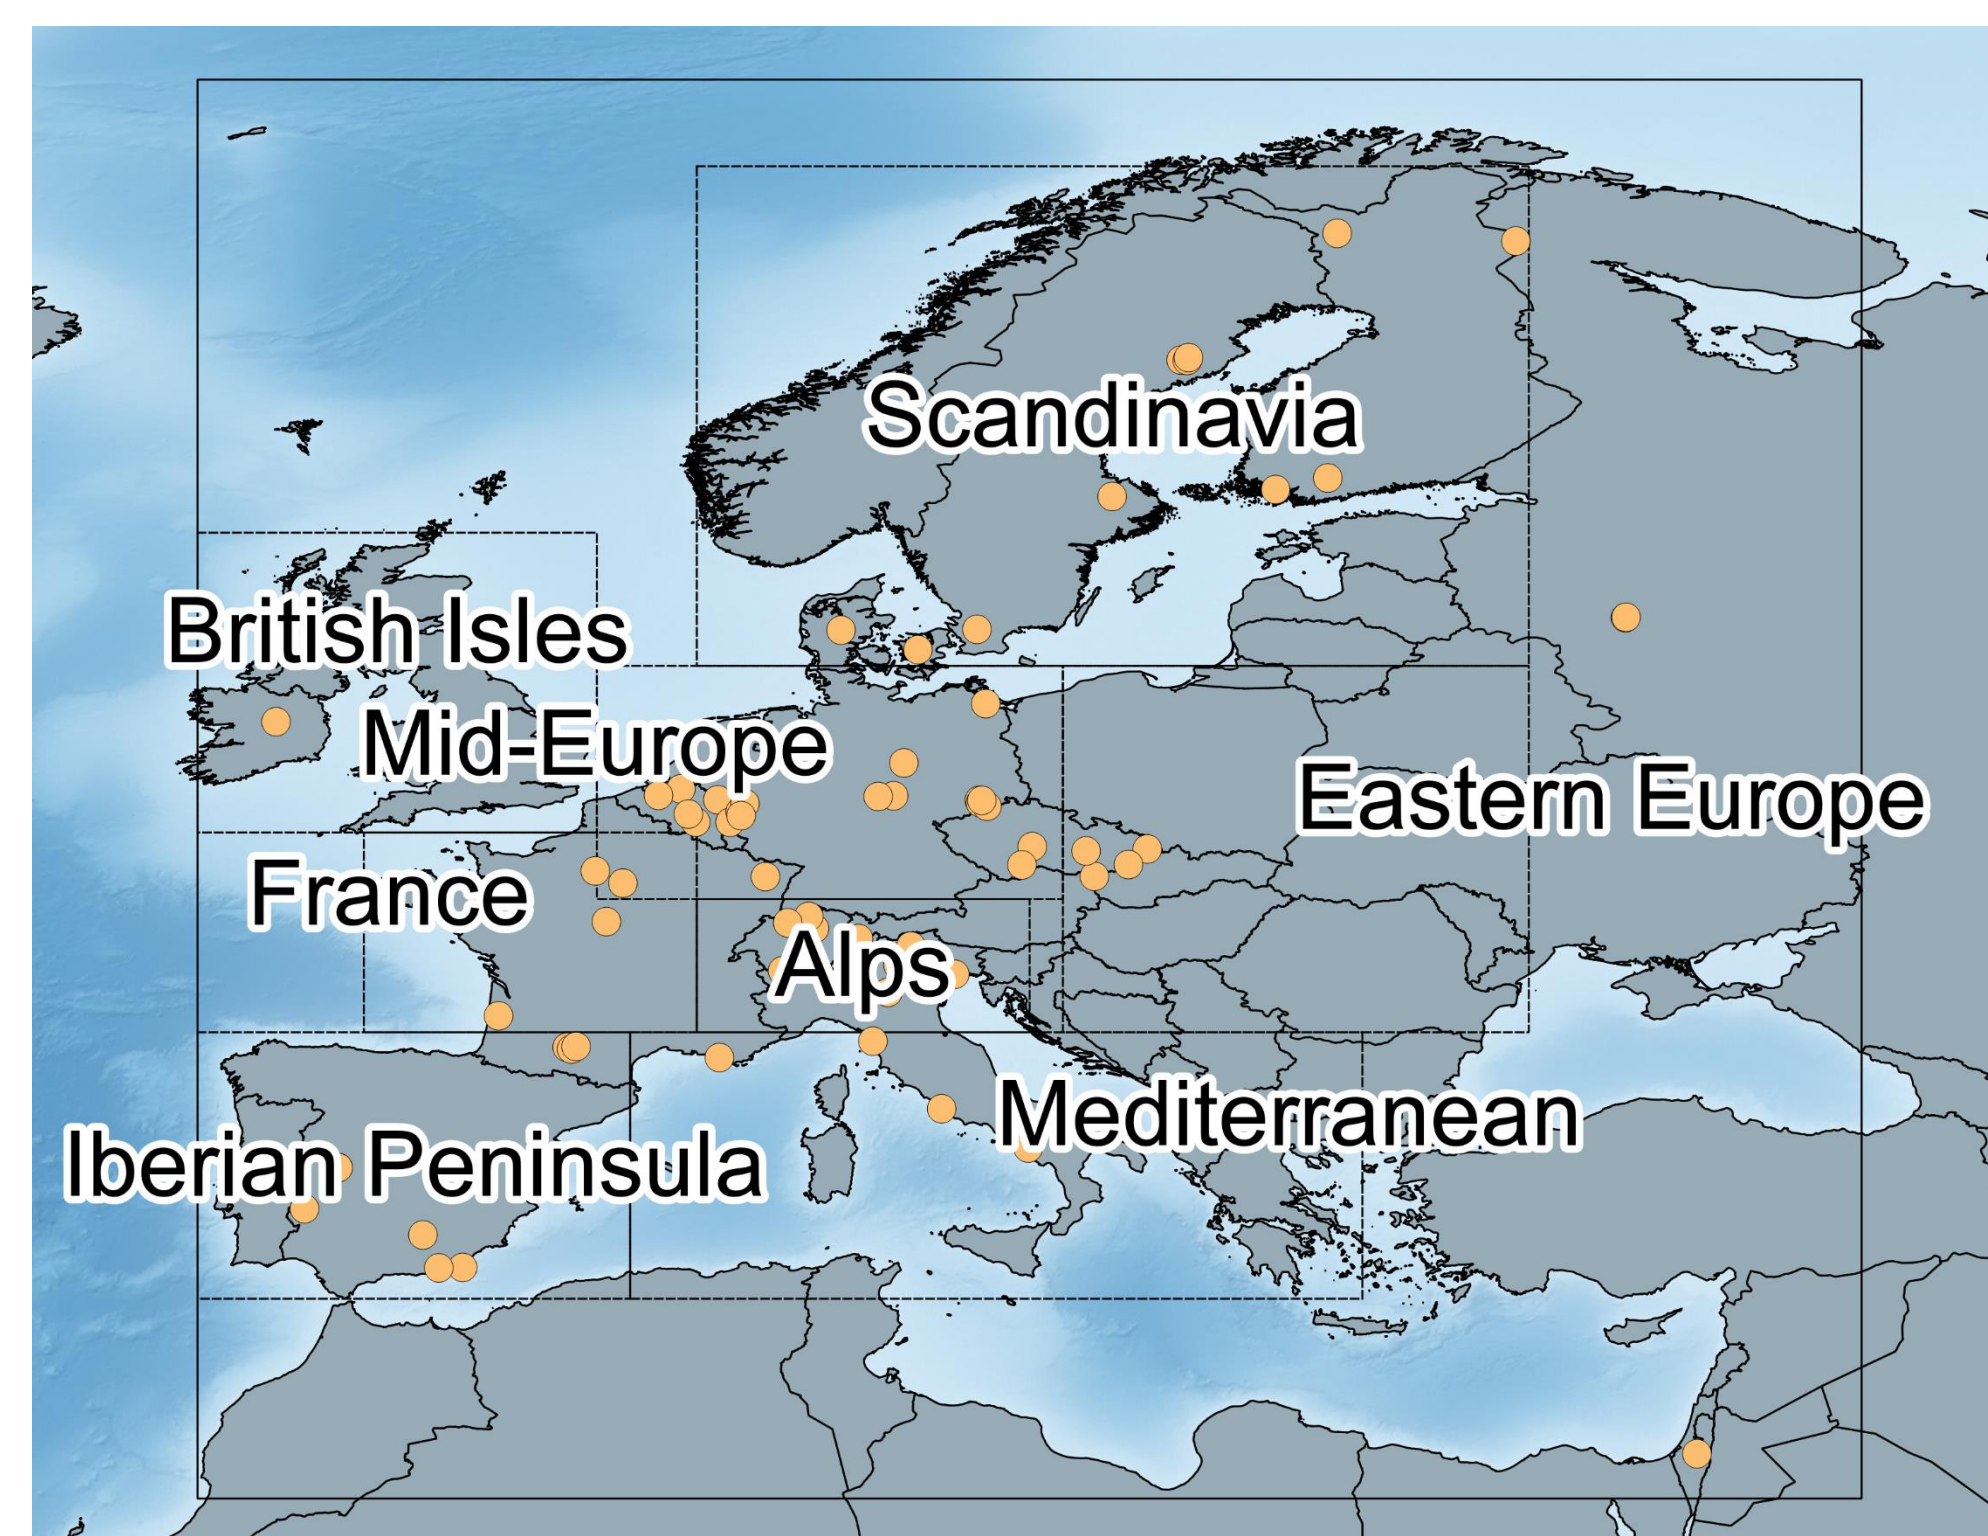 Scandinavia
British Isles
Mid-Europe
Eastern Europe
France
Alps
Mediterranean
Iberian Peninsula